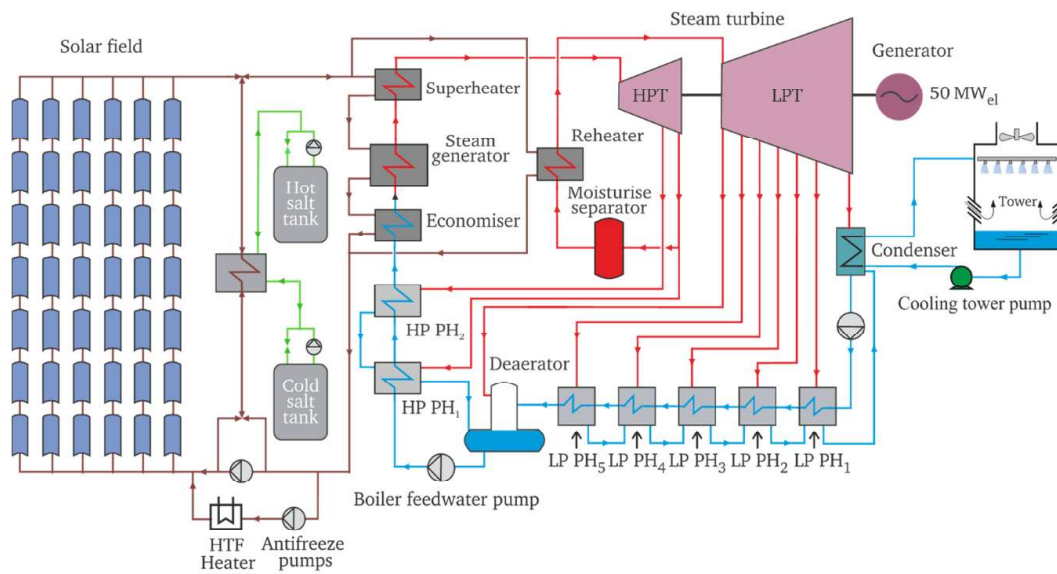 Solar field
Steam turbine
Generator
50 MWel
HPT
LPT
Superheater
Steam
generator
Reheater
Moisturise
separator
Economiser
Hot
salt
tank
Tower
Condenser
Cooling tower pump
HP PH2
Deaerator
HP PH1
Cold
salt
tank
LP PH5
LP PH4
LP PH3
LP PH2
LP PH1
Boiler feedwater pump
HTF
Heater
Antifreeze
pumps